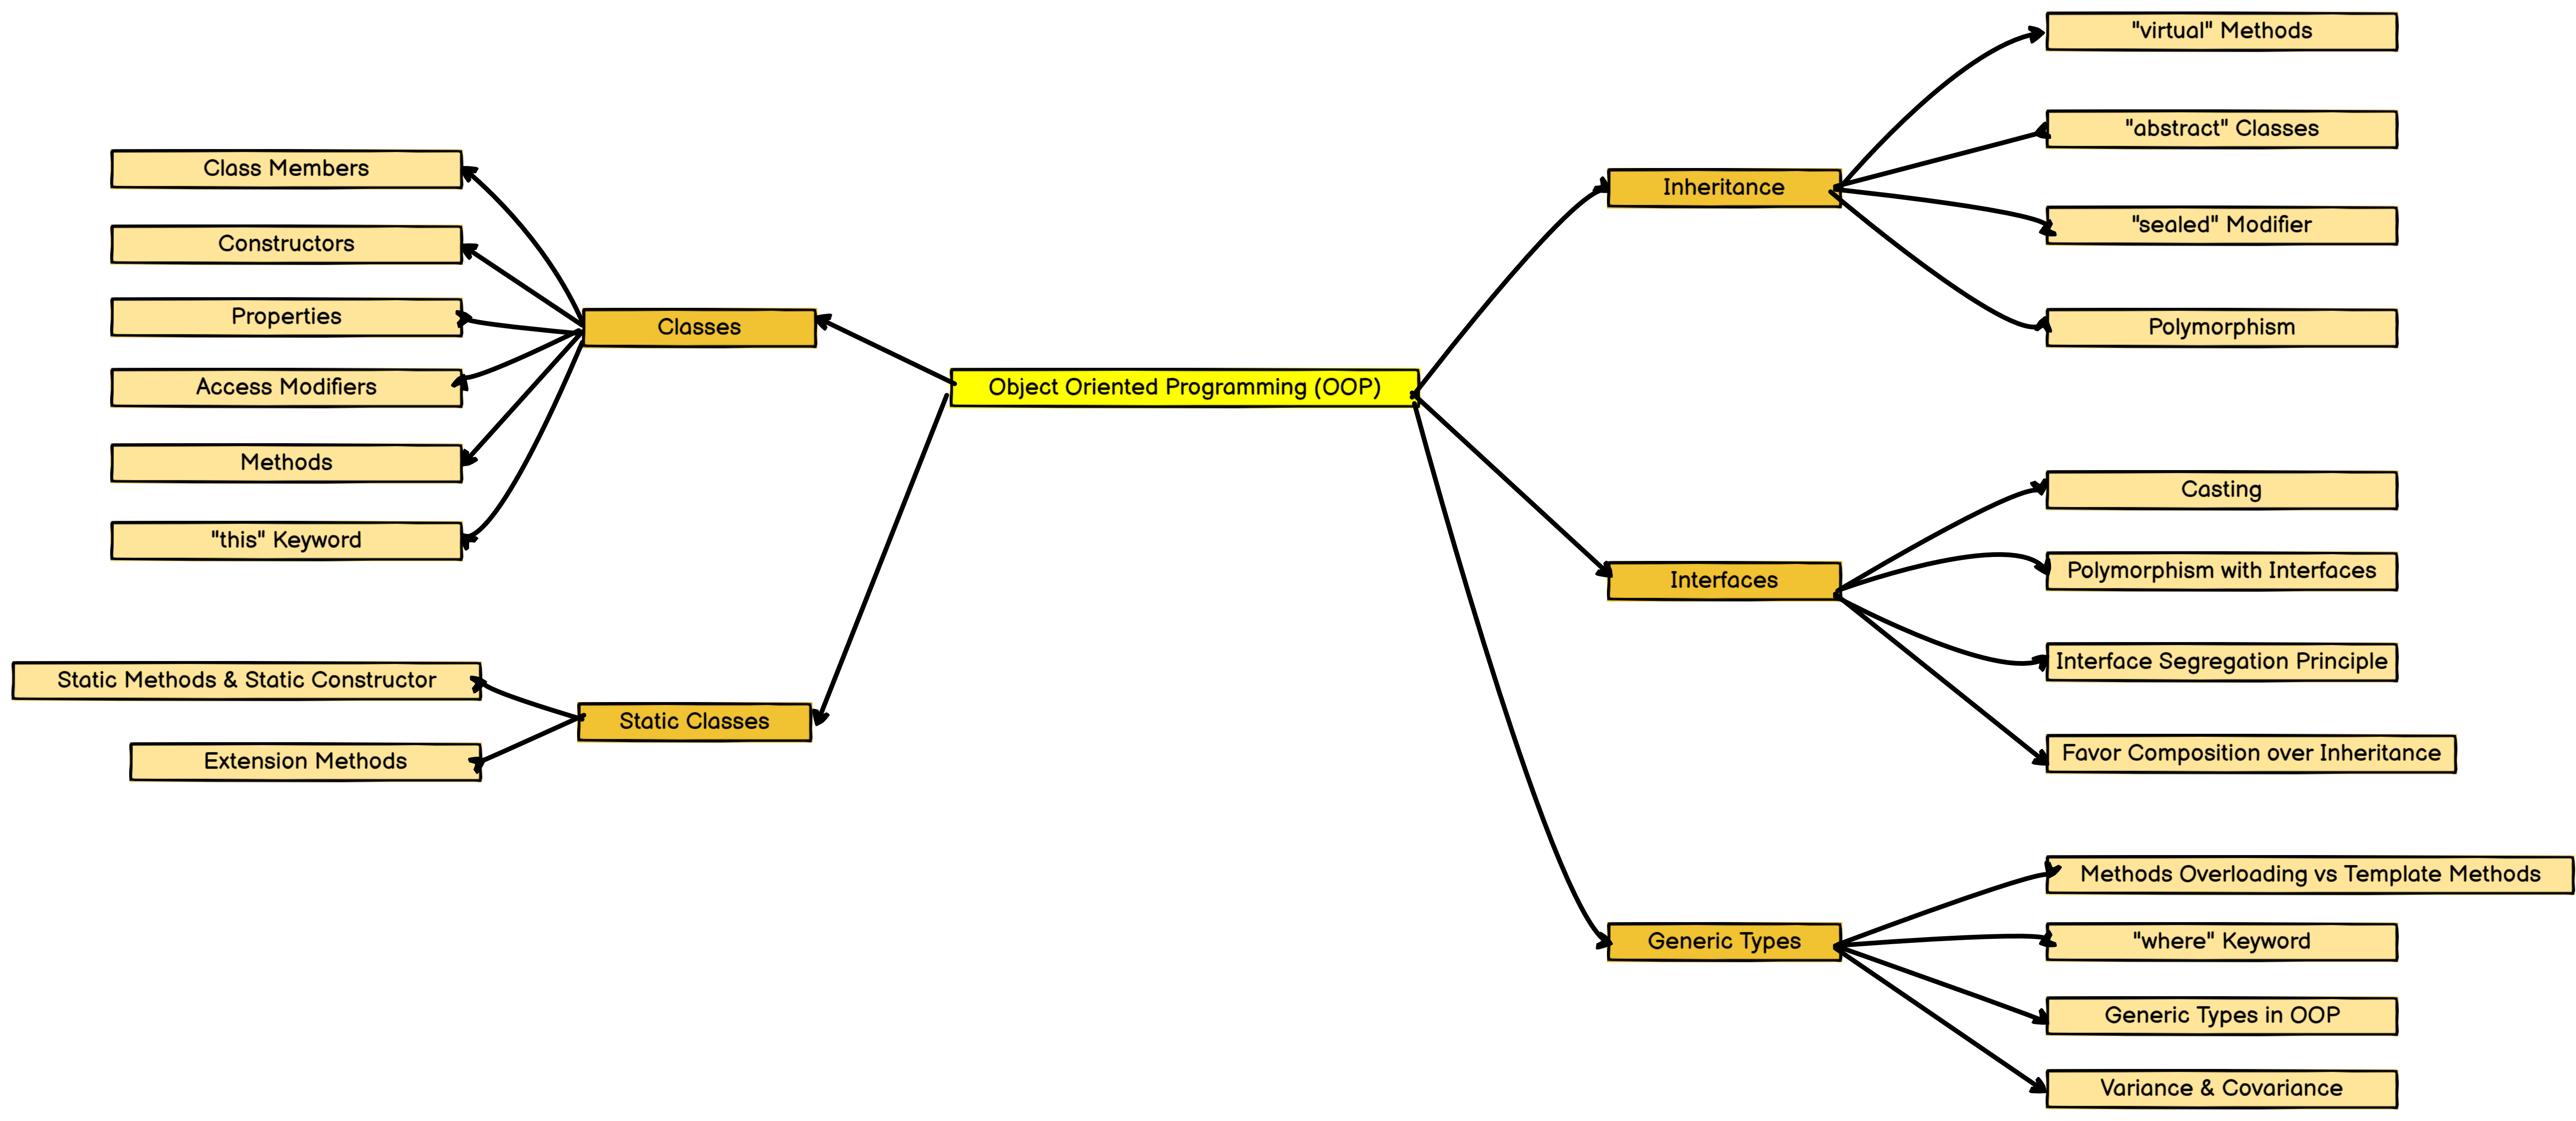 Object Oriented Programming (OOP)
Classes
Class Members
Constructors
Properties
Access Modifiers
Methods
"this" Keyword
Static Classes
Static Methods & Static Constructor
Extension Methods
Inheritance
"virtual" Methods
"abstract" Classes
"sealed" Modifier
Polymorphism
Interfaces
Casting
Polymorphism with Interfaces
Interface Segregation Principle
Favor Composition over Inheritance
Generic Types
Methods Overloading vs Template Methods
"where" Keyword
Generic Types in OOP
Variance & Covariance